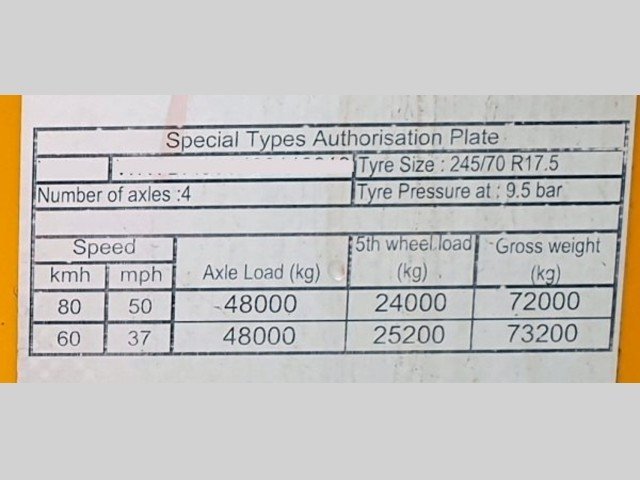 Special Types Authorisation Plate
Tyre Size : 245/70 R17.5
Number of axles :4 Tyre Pressure at : 9.5 bar
Speed 5th wheel load Gross weight
kmh mph Axle Load (kg) (kg) (kg)
80 50 48000 24000 72000
60 37 48000 25200 73200